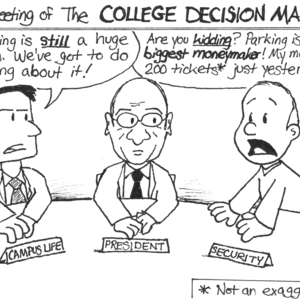 eeting of The COLLEGE DECISION MA
ing is still a huge
. We've got to do
ng about it!
Are you kidding? Parking is
biggest moneymaker! My m
200 tickets* just yester
CAMPUS LIFE
PRESIDENT
SECURITY
* Not an exagg